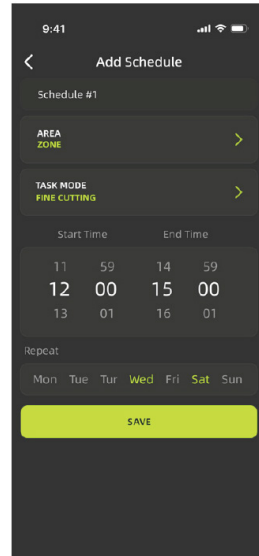 9:41
Add Schedule
Schedule #1
AREA
ZONE
TASK MODE
FINE CUTTING
Start Time End Time
11 59 14 59
12 00 15 00
13 01 16 01
Repeat
Mon Tue Tur Wed Fri Sat Sun
SAVE